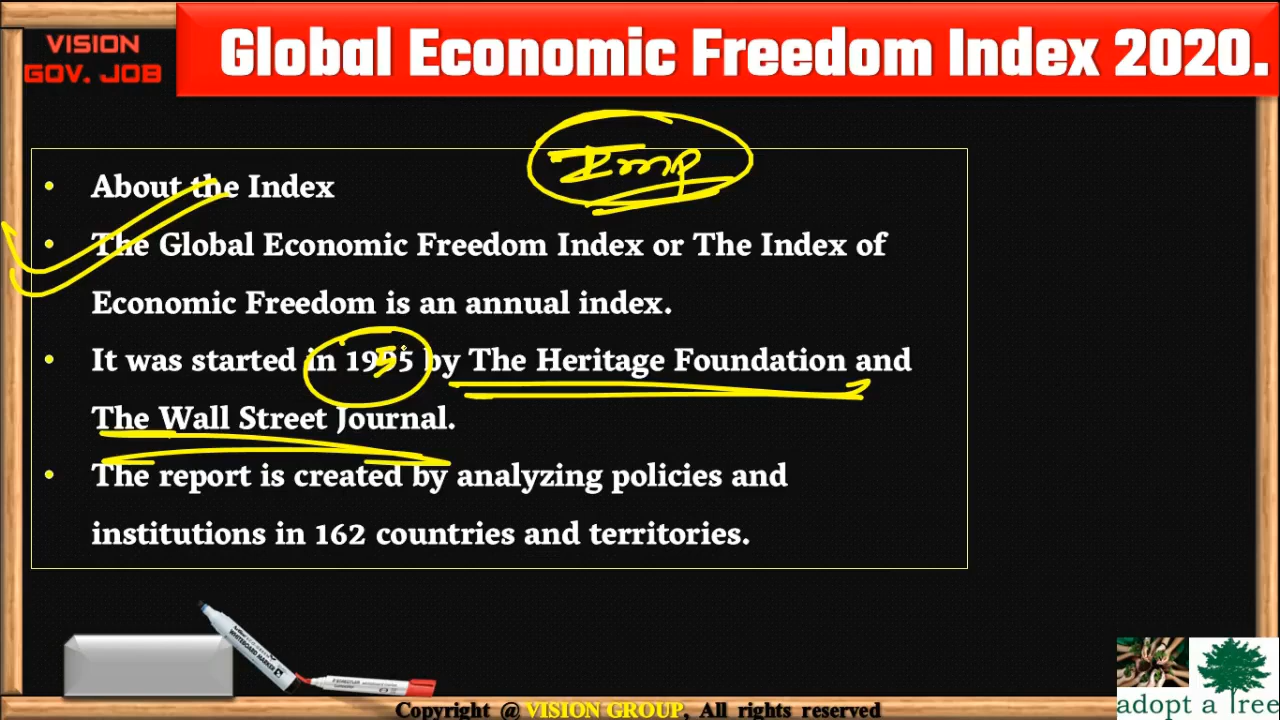 VISION
GOV. JOB
Global Economic Freedom Index 2020.
Imp
• About the Index
• The Global Economic Freedom Index or The Index of
Economic Freedom is an annual index.
• It was started in 1995 by The Heritage Foundation and
5
The Wall Street Journal.
• The report is created by analyzing policies and
institutions in 162 countries and territories.
WHITEBOARD MARKER
adopt a Tree
Copyright @ VISION GROUP, All rights reserved